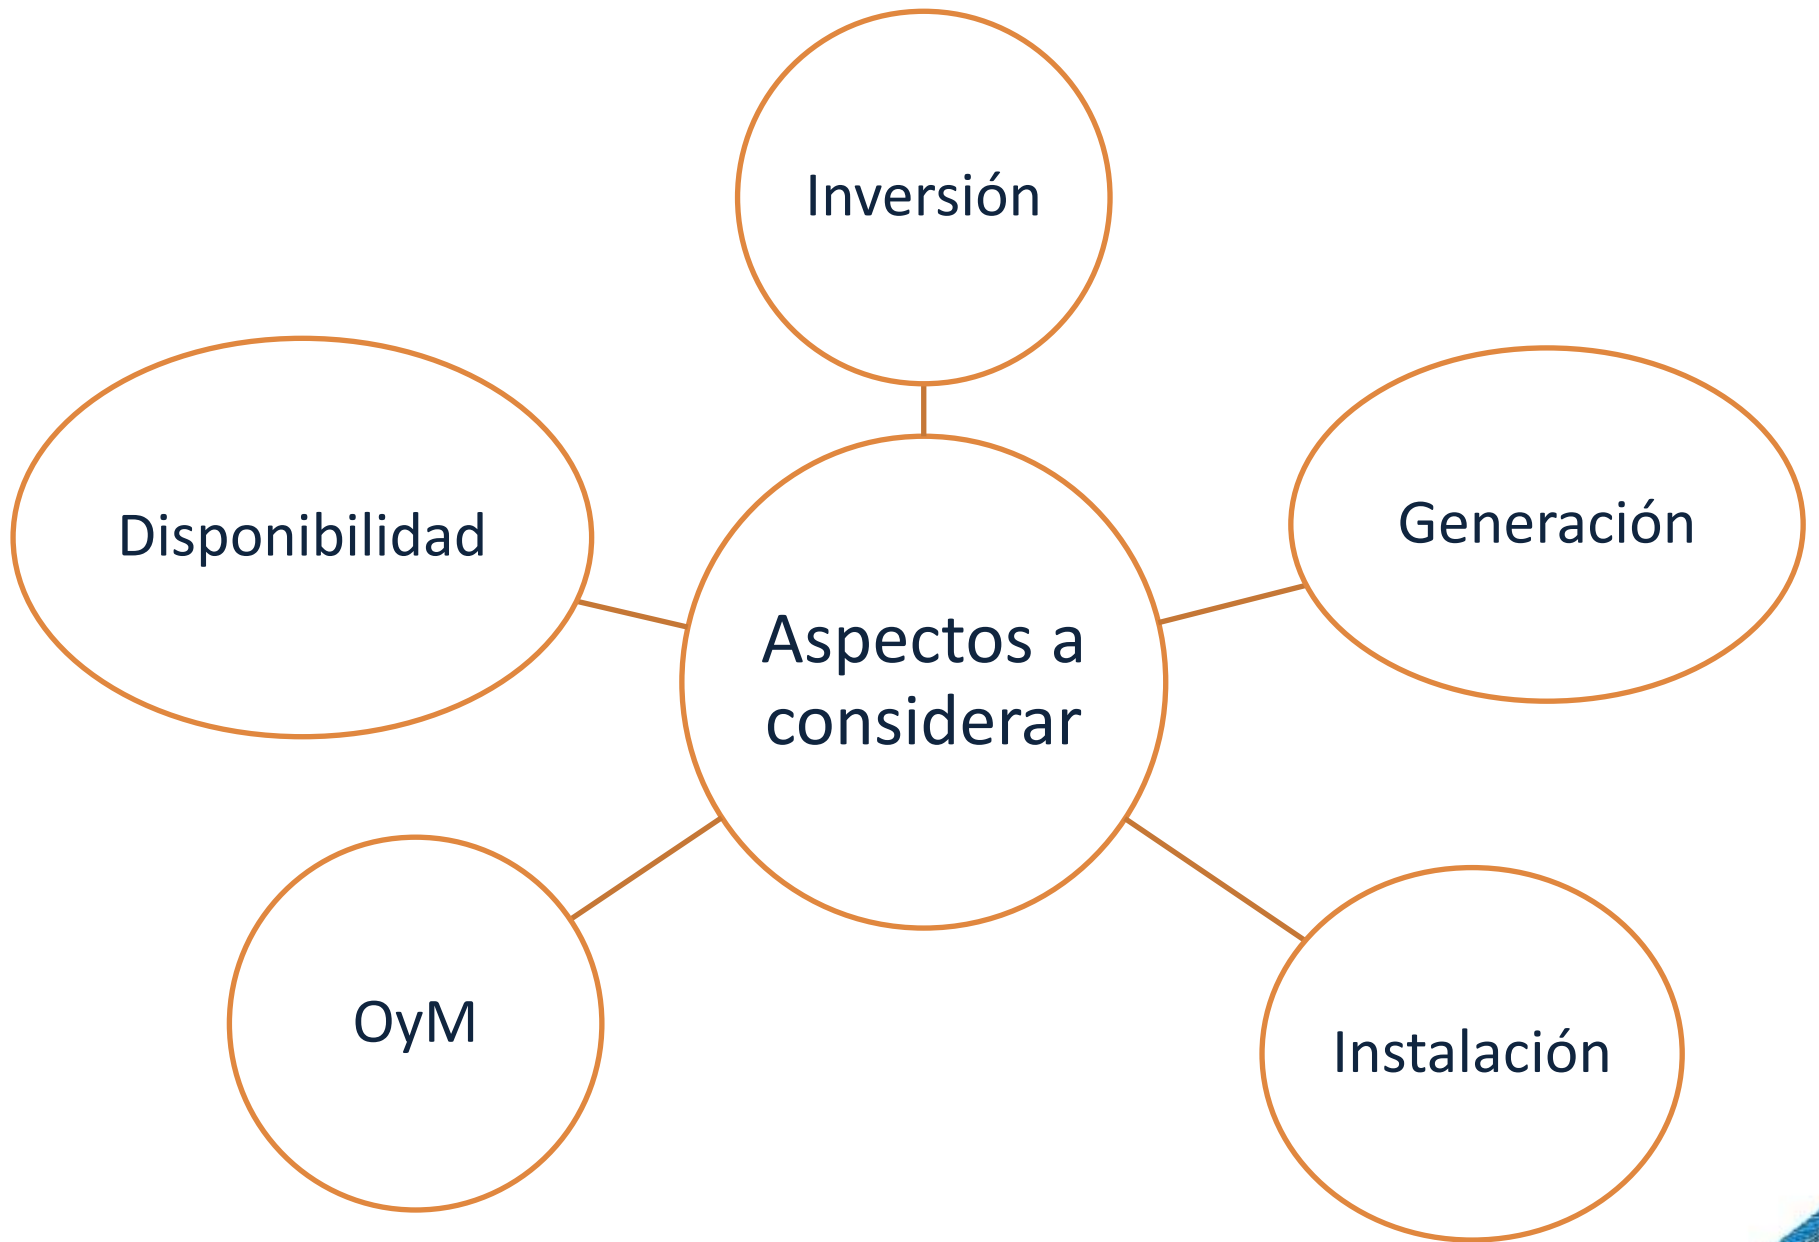 Inversión
Disponibilidad
Generación
Aspectos a
considerar
OyM
Instalación